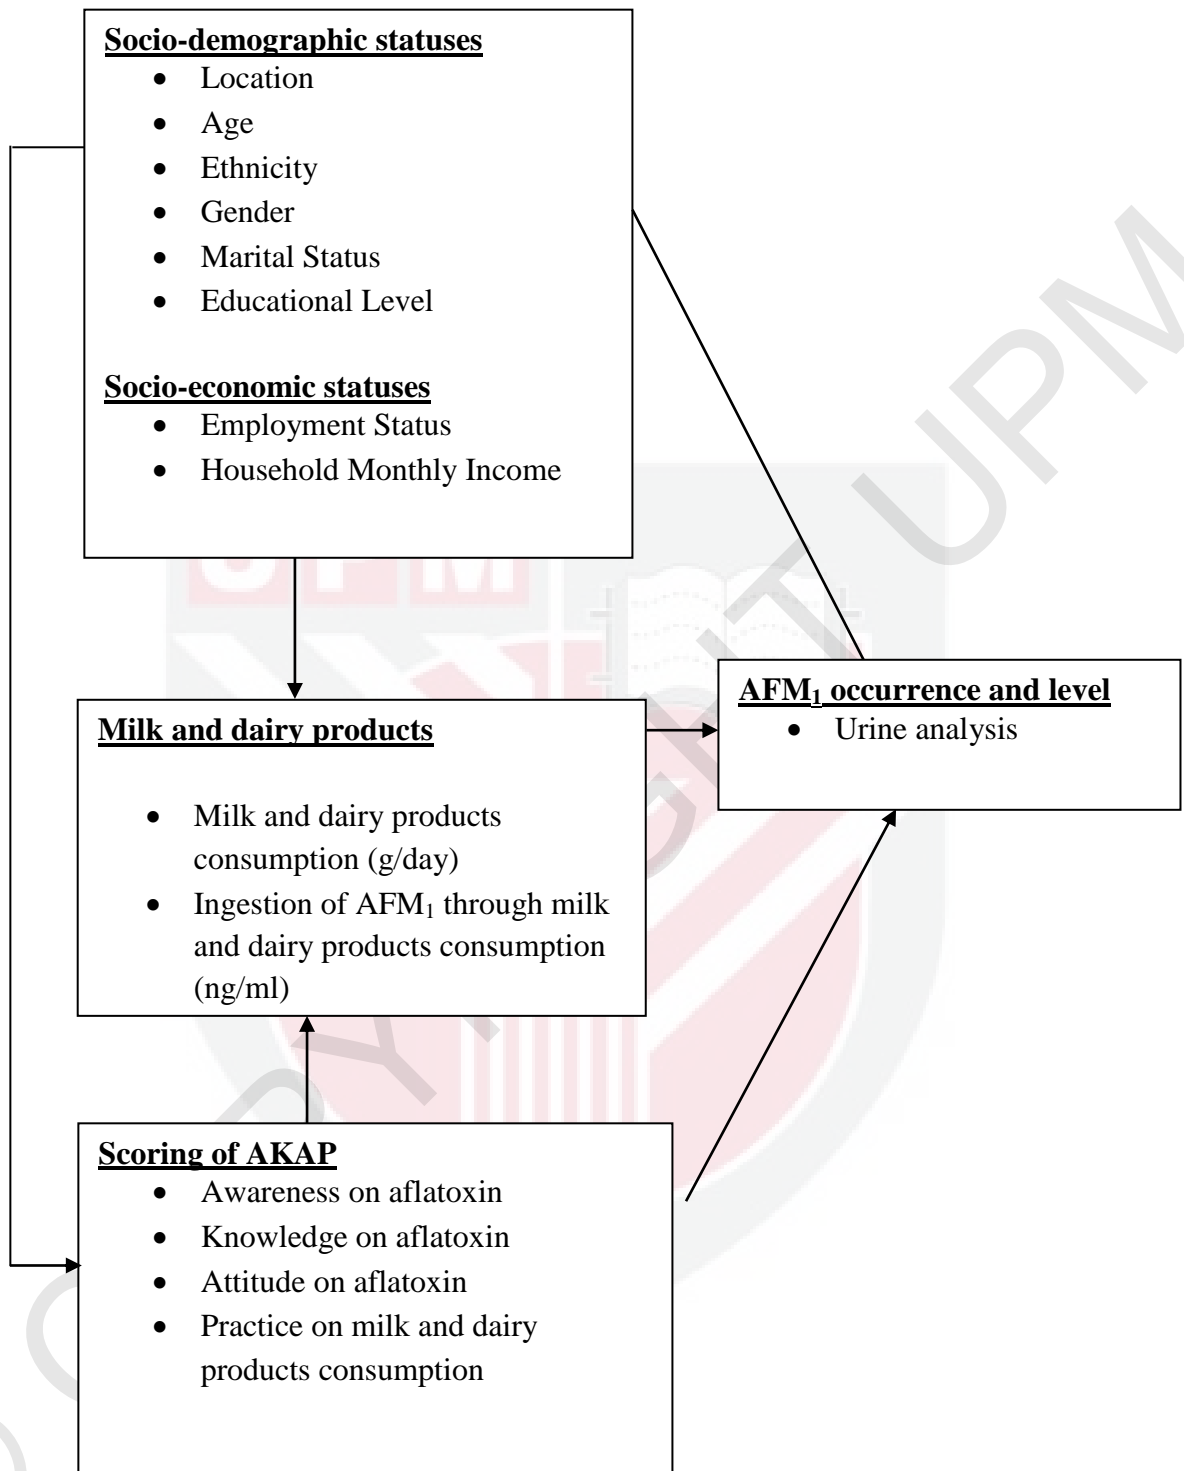 Socio-demographic statuses
• Location
• Age
• Ethnicity
• Gender
• Marital Status
• Educational Level
Socio-economic statuses
• Employment Status
• Household Monthly Income
AFM₁ occurrence and level
• Urine analysis
Milk and dairy products
• Milk and dairy products
consumption (g/day)
• Ingestion of AFM₁ through milk
and dairy products consumption
(ng/ml)
Scoring of AKAP
• Awareness on aflatoxin
• Knowledge on aflatoxin
• Attitude on aflatoxin
• Practice on milk and dairy
products consumption
UPM
COPYRIGHT UPM